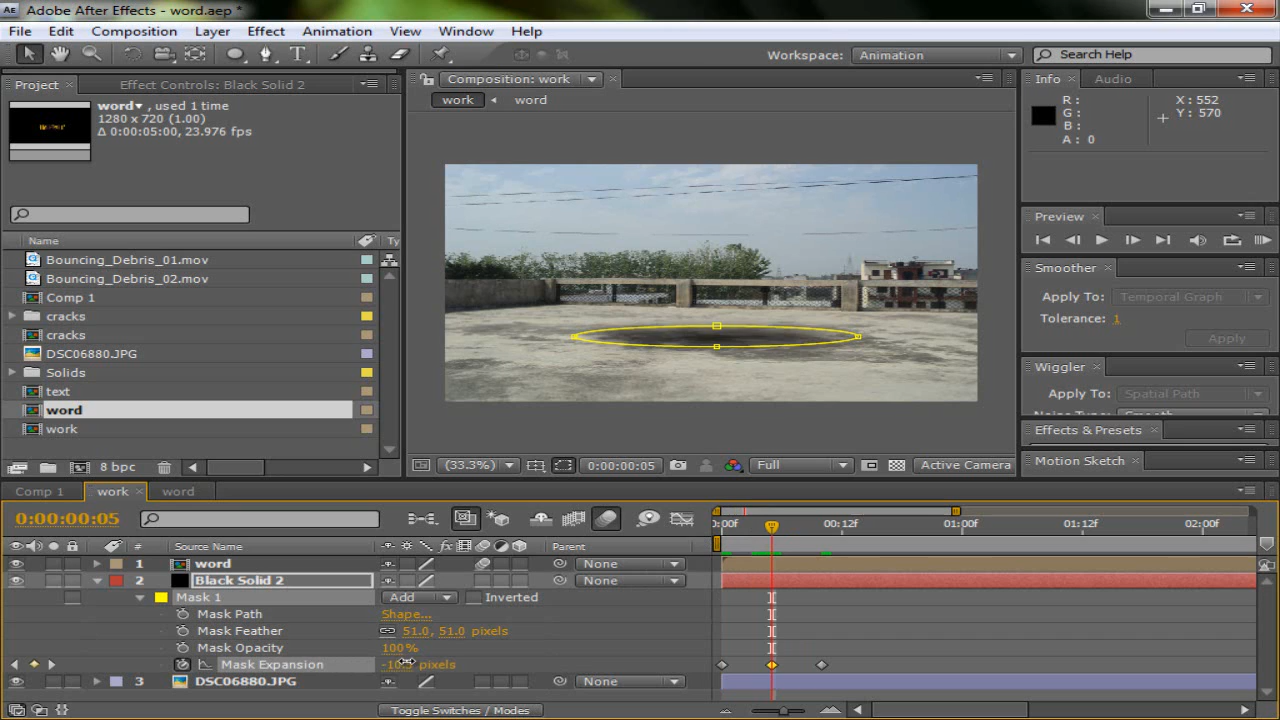 Adobe After Effects - word.aep *
File Edit Composition Layer Effect Animation View Window Help
Workspace: Animation Search Help
Project Effect Controls: Black Solid 2
word , used 1 time
1280 x 720 (1.00)
Δ 0:00:05:00, 23.976 fps
Name Ty
Bouncing_Debris_01.mov
Bouncing_Debris_02.mov
Comp 1
cracks
cracks
DSC06880.JPG
Solids
text
word
work
8 bpc
Composition: work
work word
(33.3%) 0:00:00:05 Full Active Camera
Info Audio
R : X : 552
G : Y : 570
B :
A : 0
Preview
Smoother
Apply To: Temporal Graph
Tolerance: 1
Apply
Wiggler
Apply To: Spatial Path
Effects & Presets
Motion Sketch
Comp 1 work word
0:00:00:05
:00f 00:12f 01:00f 01:12f 02:00f
# Source Name Parent
1 word None
2 Black Solid 2 None
Mask 1 Add Inverted
Mask Path Shape...
Mask Feather 51.0, 51.0 pixels
Mask Opacity 100%
Mask Expansion pixels
3 DSC06880.JPG None
Toggle Switches / Modes